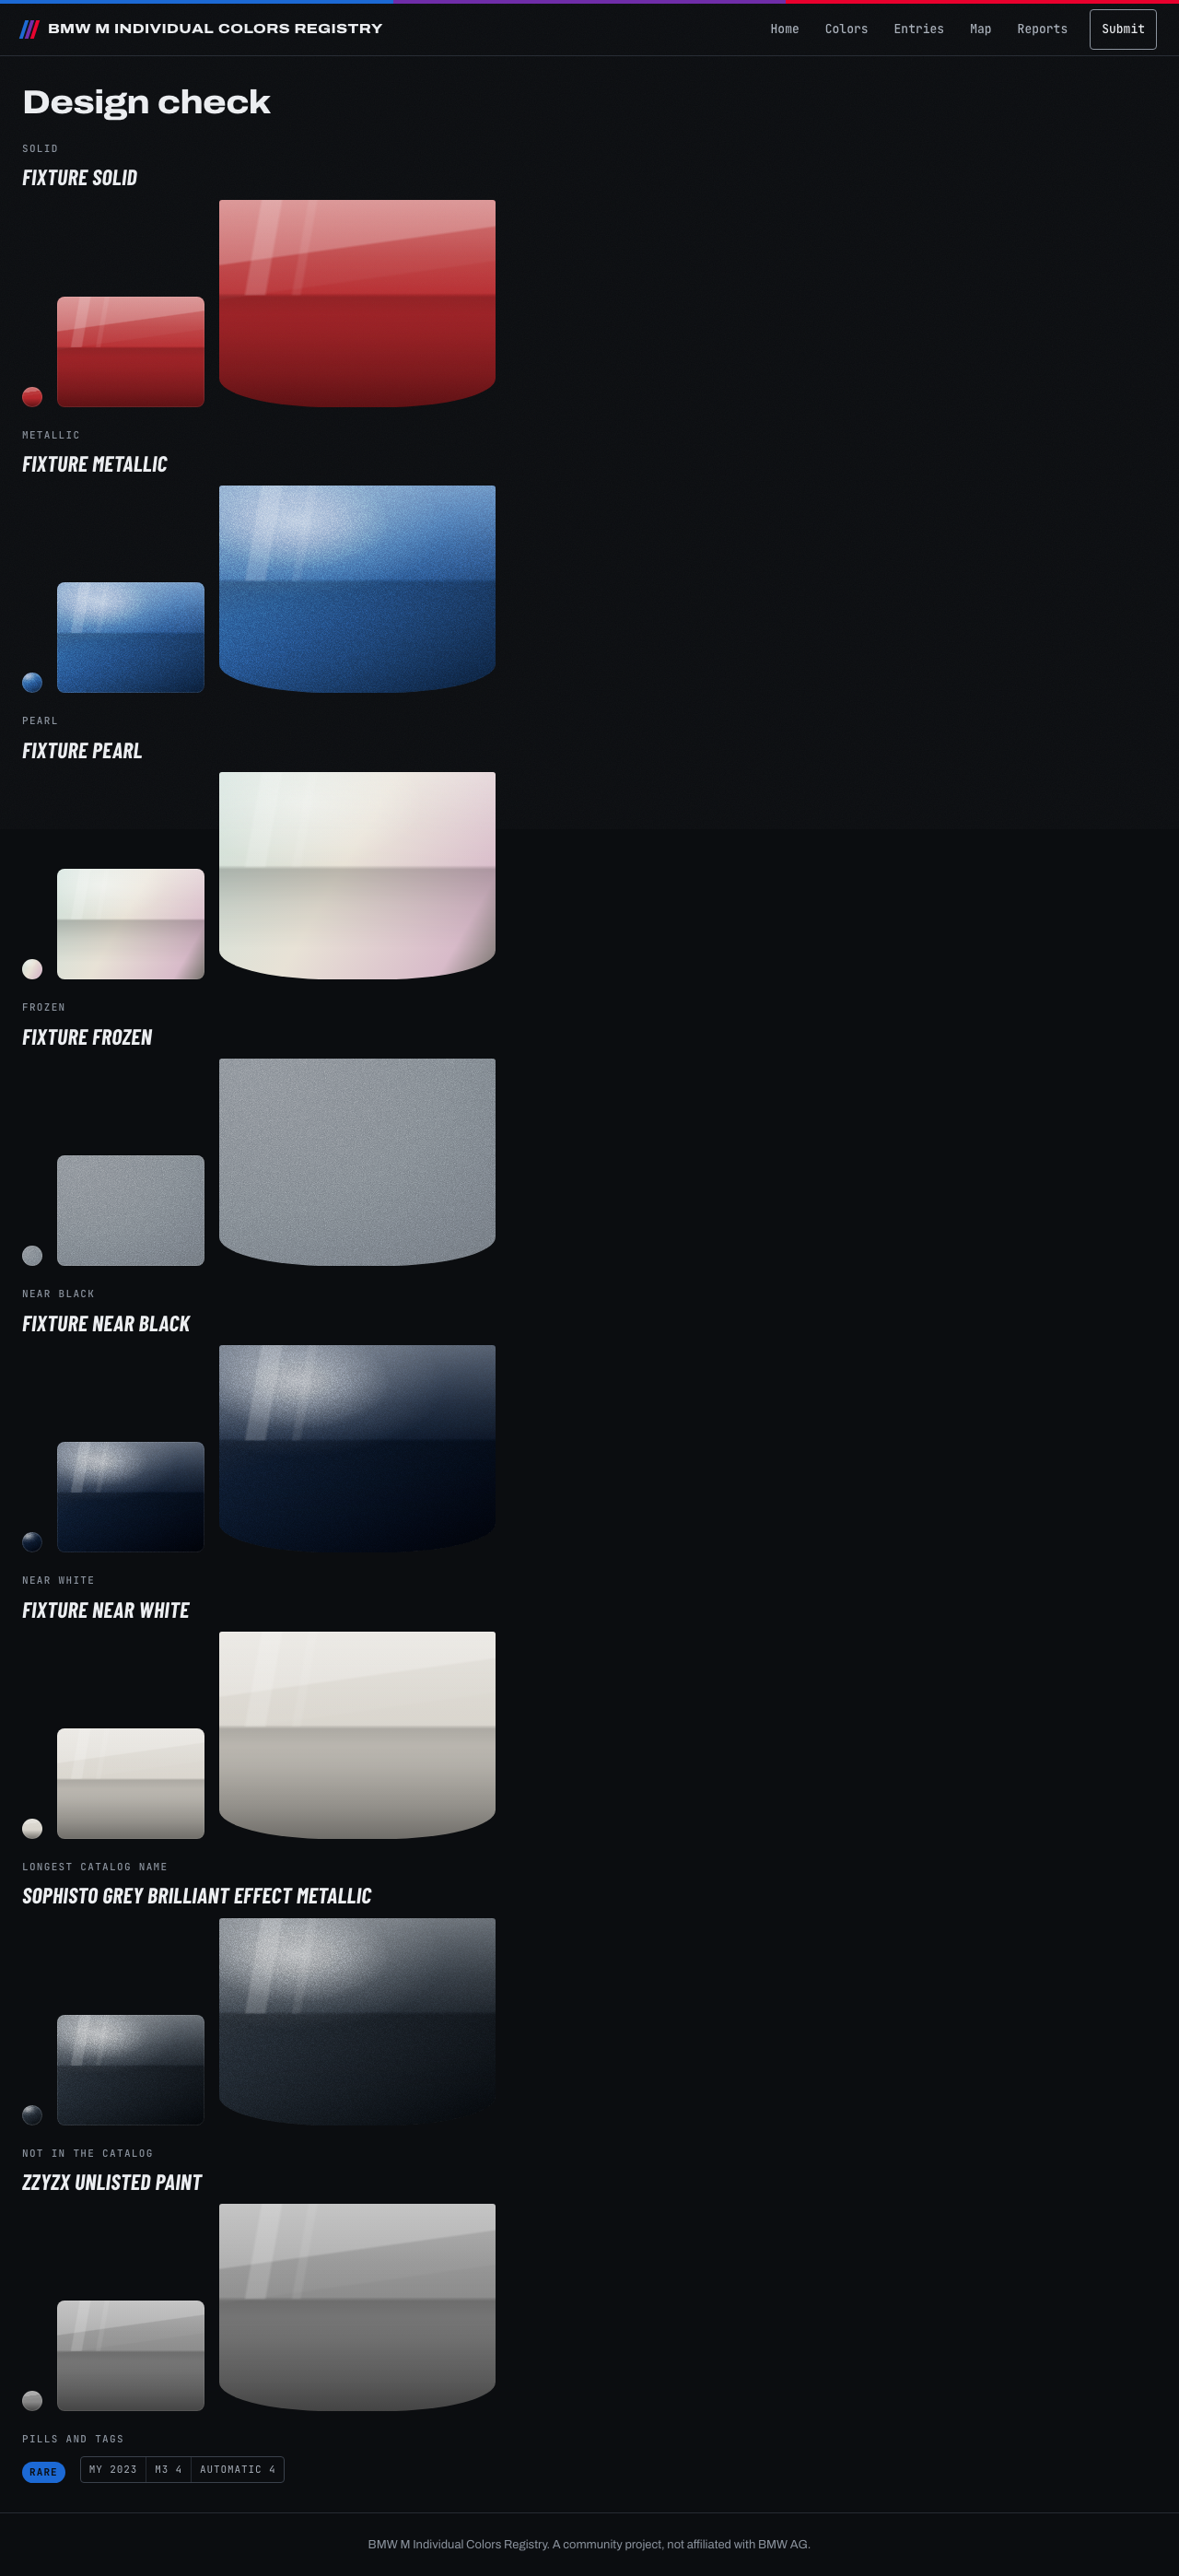 BMW M INDIVIDUAL COLORS REGISTRY
Home Colors Entries Map Reports Submit
Design check
SOLID
FIXTURE SOLID
METALLIC
FIXTURE METALLIC
PEARL
FIXTURE PEARL
FROZEN
FIXTURE FROZEN
NEAR BLACK
FIXTURE NEAR BLACK
NEAR WHITE
FIXTURE NEAR WHITE
LONGEST CATALOG NAME
SOPHISTO GREY BRILLIANT EFFECT METALLIC
NOT IN THE CATALOG
ZZYZX UNLISTED PAINT
PILLS AND TAGS
RARE MY 2023 M3 4 AUTOMATIC 4
BMW M Individual Colors Registry. A community project, not affiliated with BMW AG.